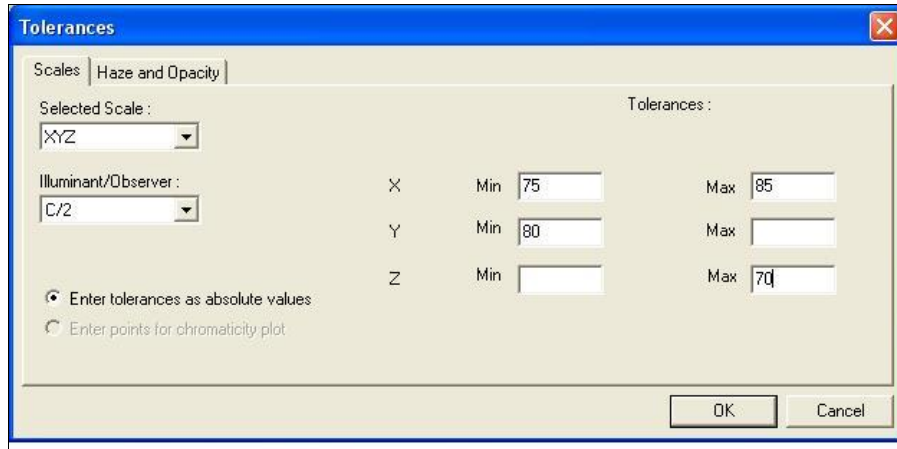 Tolerances
Scales Haze and Opacity
Selected Scale :
XYZ
Tolerances :
Illuminant/Observer :
C/2
X Min 75 Max 85
Y Min 80 Max
Z Min Max 70
Enter tolerances as absolute values
Enter points for chromaticity plot
OK Cancel